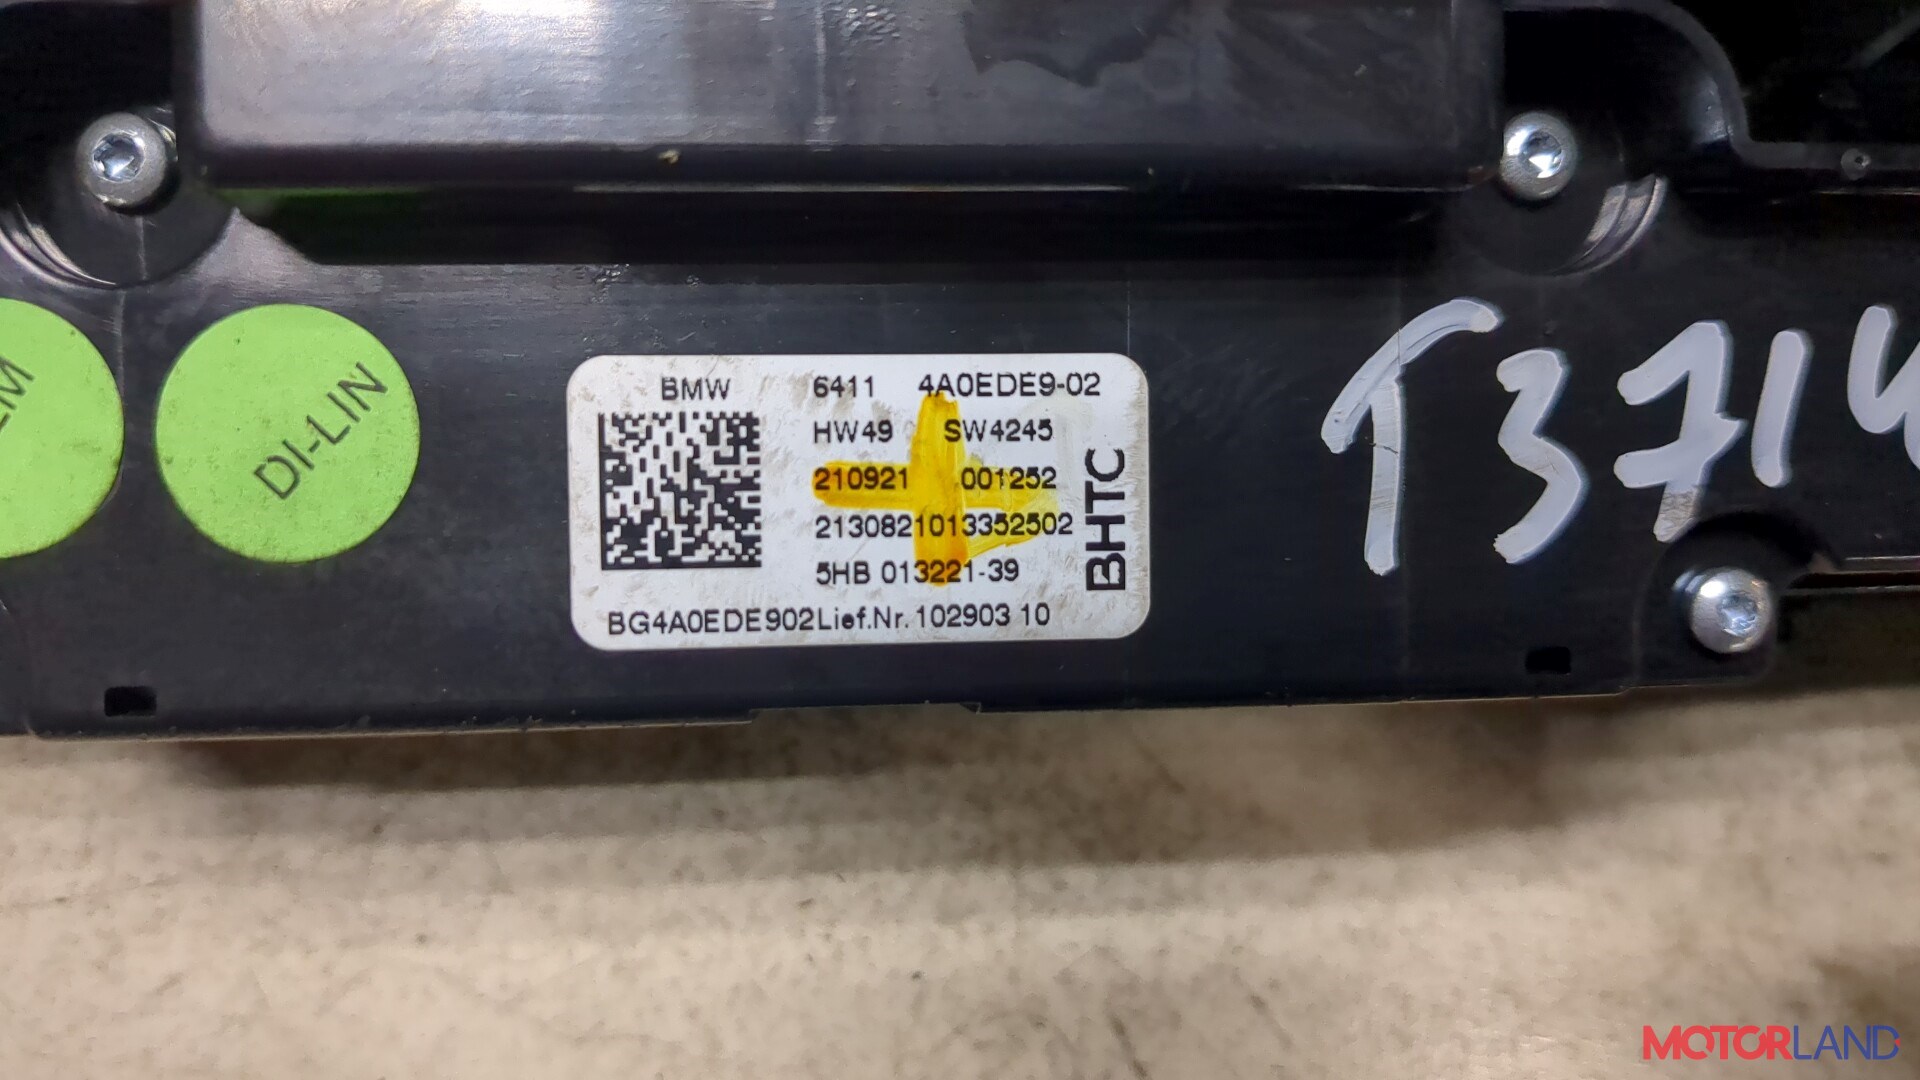 BMW 6411 4A0EDE9-02
HW49 SW4245
210921 001252
2130821013352502
5HB 013221-39
BG4A0EDE902Lief.Nr.102903 10
BHTC
DI-LIN
T3714
MOTORLAND